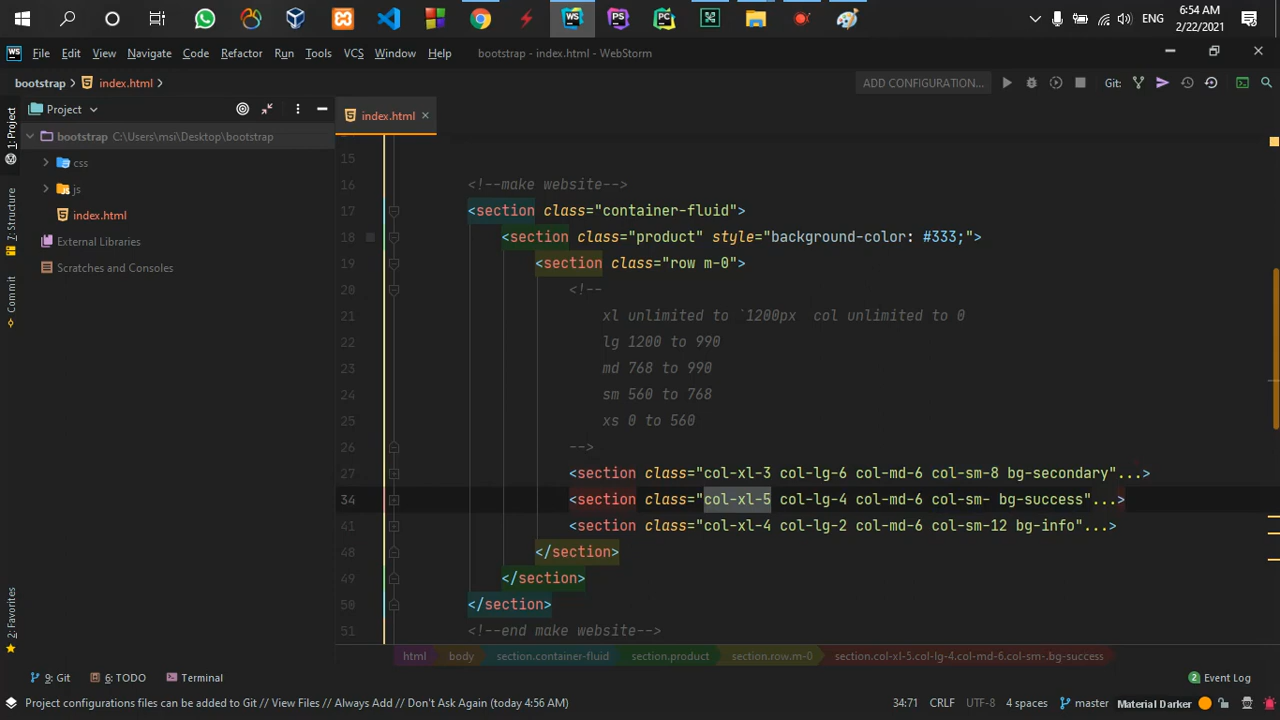 ENG
6:54 AM
2/22/2021
WS File Edit View Navigate Code Refactor Run Tools VCS Window Help bootstrap - index.html - WebStorm
bootstrap index.html
ADD CONFIGURATION...
Git:
Project
index.html
1: Project
bootstrap C:\Users\msi\Desktop\bootstrap
css
js
index.html
External Libraries
Scratches and Consoles
7: Structure
Commit
2: Favorites
15
16 <!--make website-->
17 <section class="container-fluid">
18 <section class="product" style="background-color: #333;">
19 <section class="row m-0">
20 <!--
21 xl unlimited to `1200px  col unlimited to 0
22 lg 1200 to 990
23 md 768 to 990
24 sm 560 to 768
25 xs 0 to 560
26 -->
27 <section class="col-xl-3 col-lg-6 col-md-6 col-sm-8 bg-secondary"...>
34 <section class="col-xl-5 col-lg-4 col-md-6 col-sm- bg-success"...>
41 <section class="col-xl-4 col-lg-2 col-md-6 col-sm-12 bg-info"...>
48 </section>
49 </section>
50 </section>
51 <!--end make website-->
html body section.container-fluid section.product section.row.m-0 section.col-xl-5.col-lg-4.col-md-6.col-sm-.bg-success
9: Git 6: TODO Terminal
2 Event Log
Project configurations files can be added to Git // View Files // Always Add // Don't Ask Again (today 4:56 AM)
34:71 CRLF UTF-8 4 spaces master Material Darker